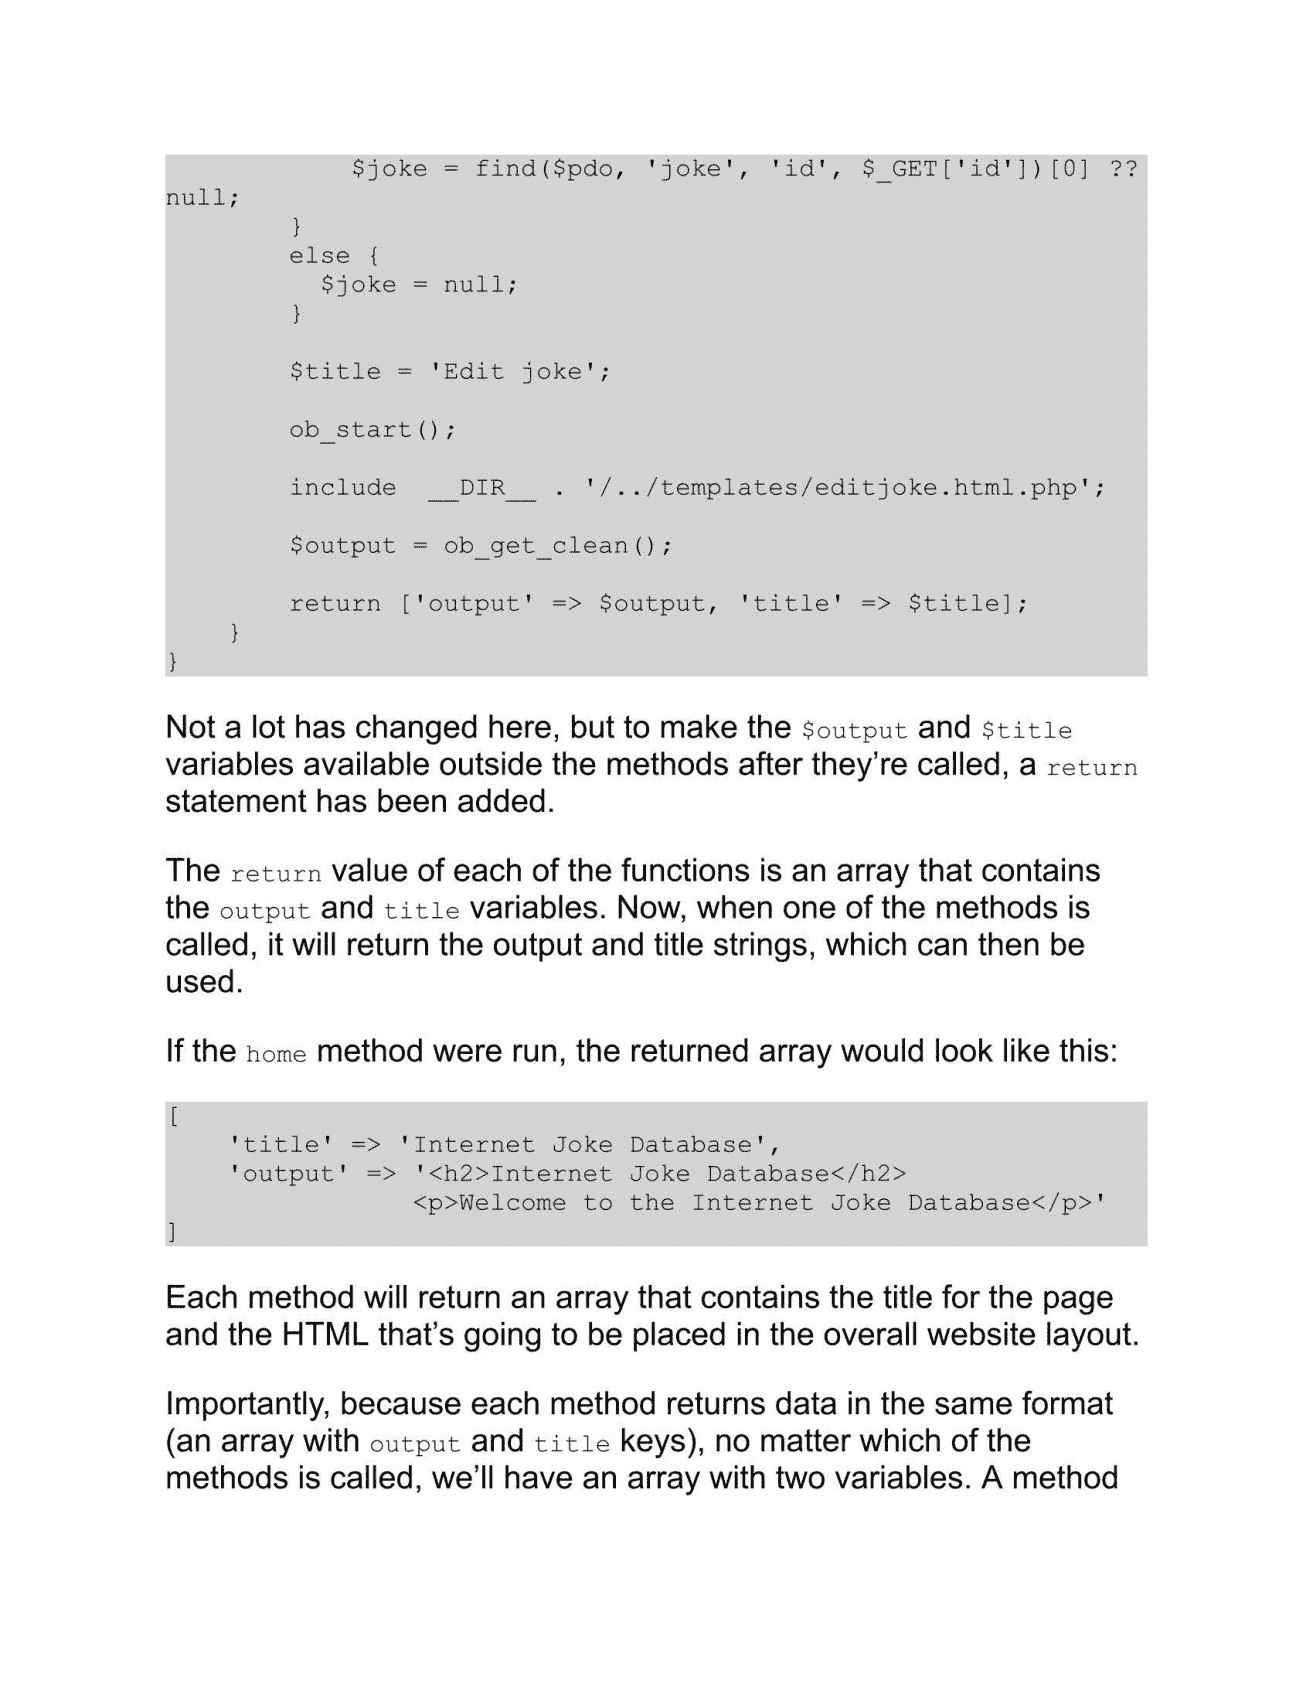 $joke = find($pdo, 'joke', 'id', $_GET['id'])[0] ??
null;
        }
        else {
          $joke = null;
        }
        $title = 'Edit joke';
        ob_start();
        include  __DIR__ . '/../templates/editjoke.html.php';
        $output = ob_get_clean();
        return ['output' => $output, 'title' => $title];
    }
}
Not a lot has changed here, but to make the $output and $title
variables available outside the methods after they’re called, a return
statement has been added.
The return value of each of the functions is an array that contains
the output and title variables. Now, when one of the methods is
called, it will return the output and title strings, which can then be
used.
If the home method were run, the returned array would look like this:
[
    'title' => 'Internet Joke Database',
    'output' => '<h2>Internet Joke Database</h2>
                <p>Welcome to the Internet Joke Database</p>'
]
Each method will return an array that contains the title for the page
and the HTML that’s going to be placed in the overall website layout.
Importantly, because each method returns data in the same format
(an array with output and title keys), no matter which of the
methods is called, we’ll have an array with two variables. A method